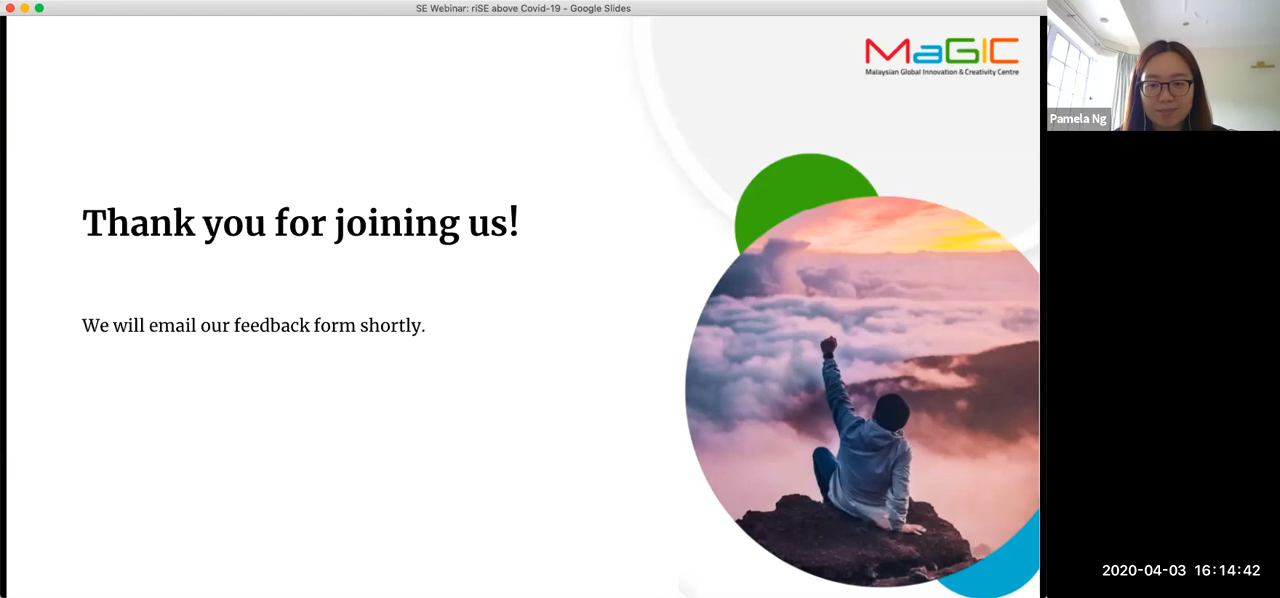 SE Webinar: riSE above Covid-19 - Google Slides
MaGIC
Malaysian Global Innovation & Creativity Centre
Pamela Ng
Thank you for joining us!
We will email our feedback form shortly.
2020-04-03 16:14:42